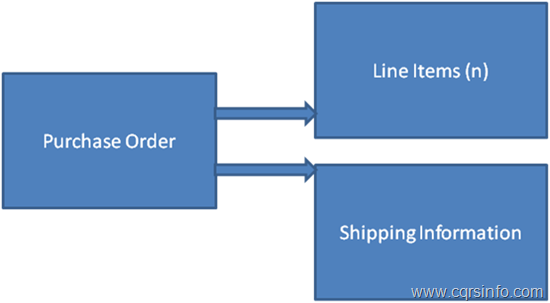 Purchase Order
Line Items (n)
Shipping Information
www.cqrsinfo.com